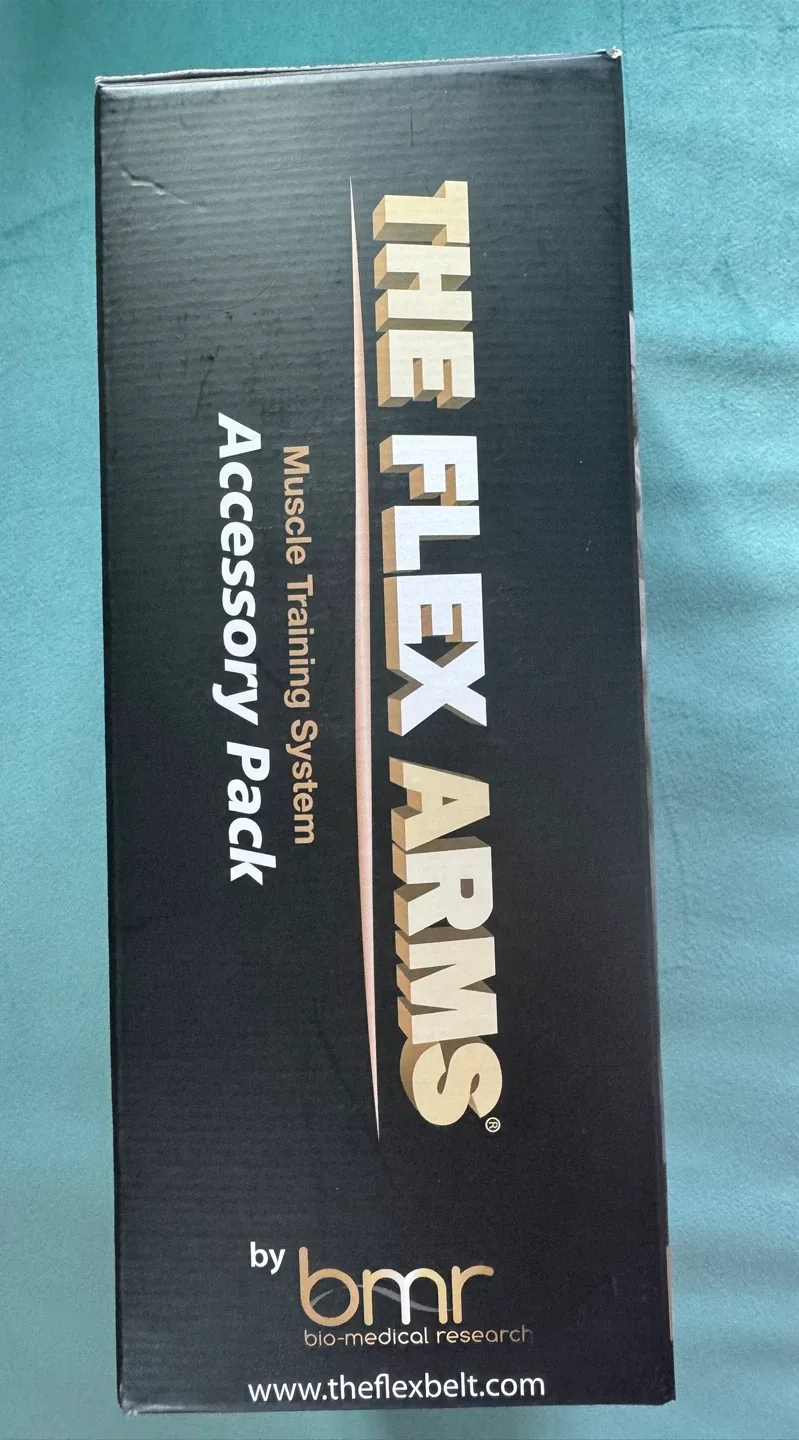 THE FLEX ARMS®
Muscle Training System
Accessory Pack
by bmr
bio-medical research
www.theflexbelt.com